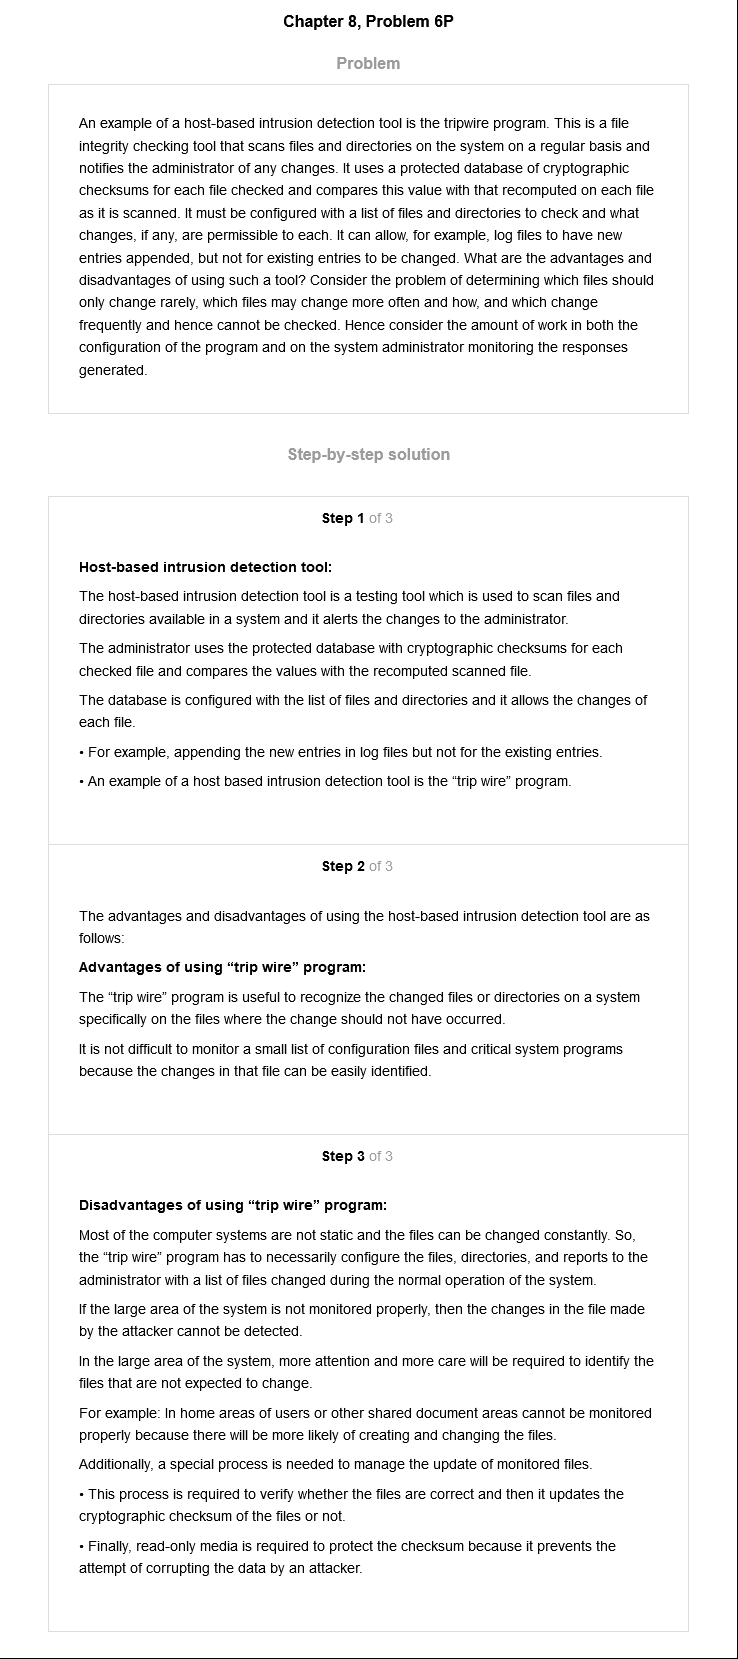 Chapter 8, Problem 6P
Problem
An example of a host-based intrusion detection tool is the tripwire program. This is a file
integrity checking tool that scans files and directories on the system on a regular basis and
notifies the administrator of any changes. It uses a protected database of cryptographic
checksums for each file checked and compares this value with that recomputed on each file
as it is scanned. It must be configured with a list of files and directories to check and what
changes, if any, are permissible to each. It can allow, for example, log files to have new
entries appended, but not for existing entries to be changed. What are the advantages and
disadvantages of using such a tool? Consider the problem of determining which files should
only change rarely, which files may change more often and how, and which change
frequently and hence cannot be checked. Hence consider the amount of work in both the
configuration of the program and on the system administrator monitoring the responses
generated.
Step-by-step solution
Step 1 of 3
Host-based intrusion detection tool:
The host-based intrusion detection tool is a testing tool which is used to scan files and
directories available in a system and it alerts the changes to the administrator.
The administrator uses the protected database with cryptographic checksums for each
checked file and compares the values with the recomputed scanned file.
The database is configured with the list of files and directories and it allows the changes of
each file.
• For example, appending the new entries in log files but not for the existing entries.
• An example of a host based intrusion detection tool is the “trip wire” program.
Step 2 of 3
The advantages and disadvantages of using the host-based intrusion detection tool are as
follows:
Advantages of using “trip wire” program:
The “trip wire” program is useful to recognize the changed files or directories on a system
specifically on the files where the change should not have occurred.
It is not difficult to monitor a small list of configuration files and critical system programs
because the changes in that file can be easily identified.
Step 3 of 3
Disadvantages of using “trip wire” program:
Most of the computer systems are not static and the files can be changed constantly. So,
the “trip wire” program has to necessarily configure the files, directories, and reports to the
administrator with a list of files changed during the normal operation of the system.
If the large area of the system is not monitored properly, then the changes in the file made
by the attacker cannot be detected.
In the large area of the system, more attention and more care will be required to identify the
files that are not expected to change.
For example: In home areas of users or other shared document areas cannot be monitored
properly because there will be more likely of creating and changing the files.
Additionally, a special process is needed to manage the update of monitored files.
• This process is required to verify whether the files are correct and then it updates the
cryptographic checksum of the files or not.
• Finally, read-only media is required to protect the checksum because it prevents the
attempt of corrupting the data by an attacker.